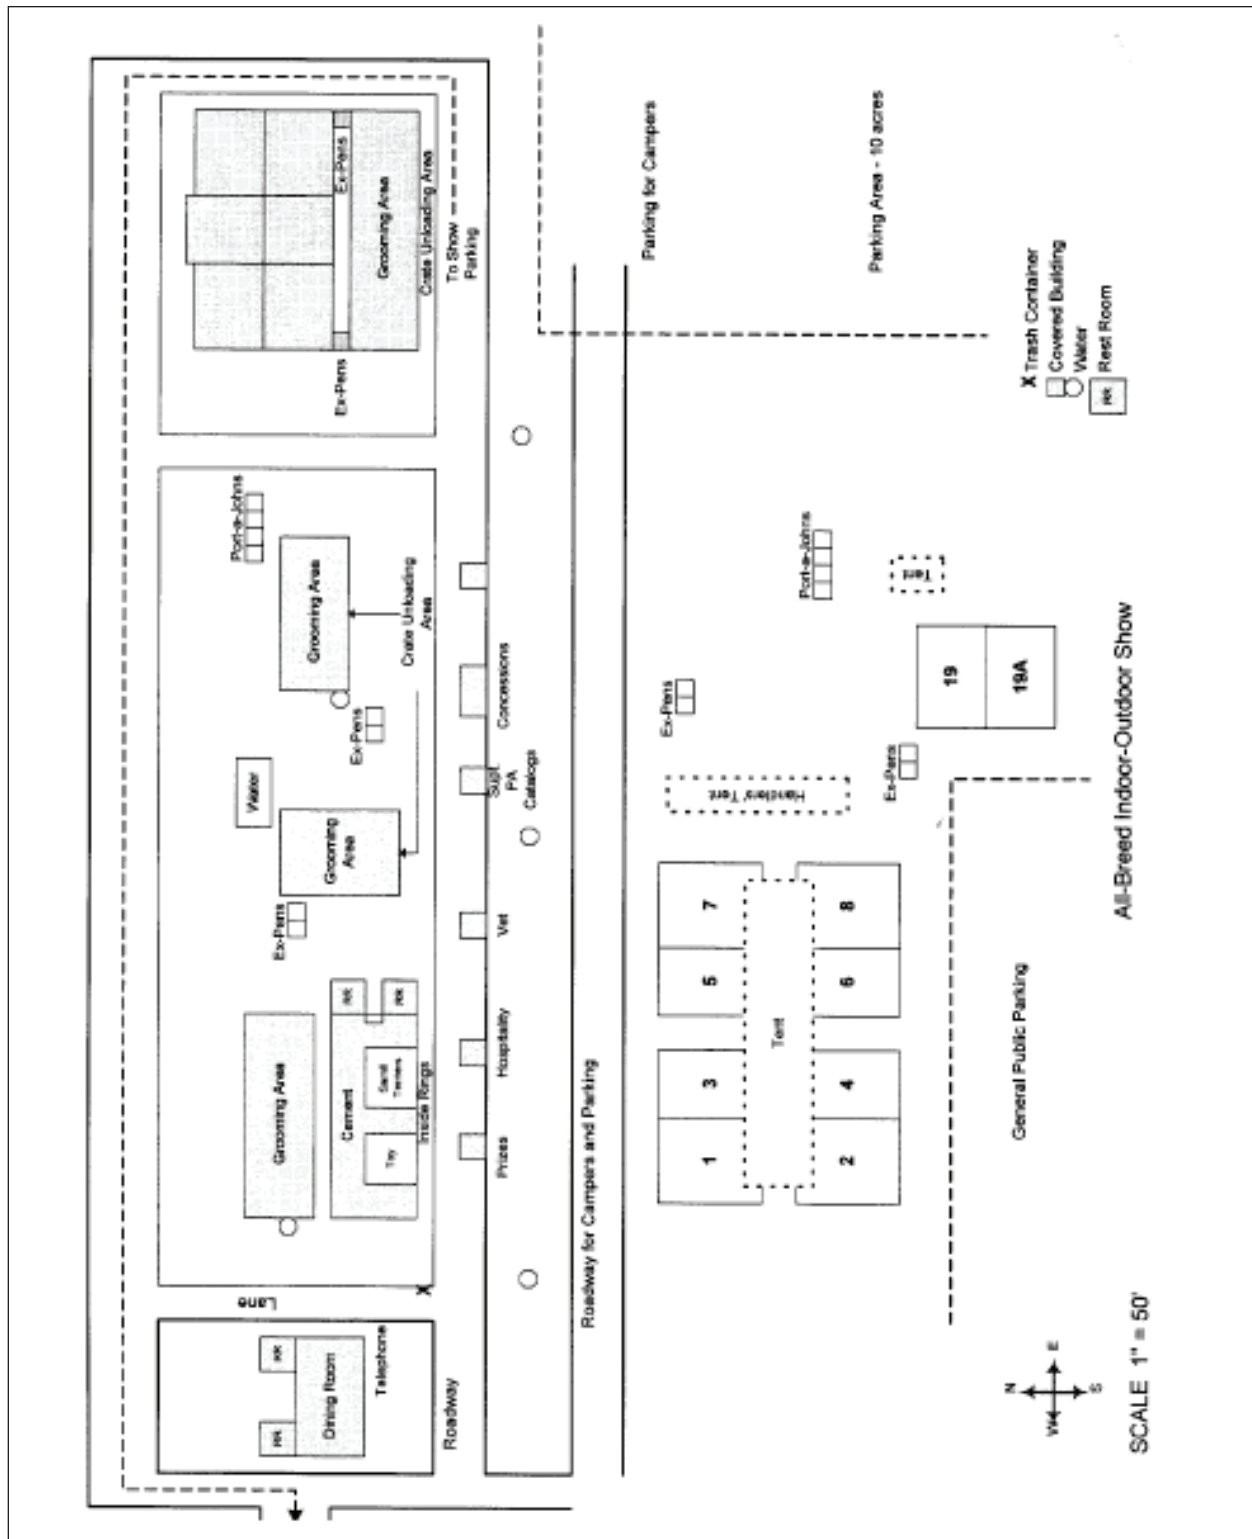 Ex-Pens
Ex-Pens
Grooming Area
Crate Unloading Area
To Show
Parking
Port-a-Johns
Grooming Area
Crate Unloading
Area
Ex-Pens
Water
Grooming
Area
Ex-Pens
Grooming Area
RR
RR
Cement
Small
Terriers
Toy
Inside Rings
Lane
X
RR
RR
Dining Room
Telephone
Roadway
Concessions
Supt.
PA
Catalogs
Vet
Hospitality
Prizes
Roadway for Campers and Parking
Parking for Campers
Parking Area - 10 acres
Port-a-Johns
Tent
Ex-Pens
19
19A
Ex-Pens
Handlers' Tent
7
8
5
6
Tent
3
4
1
2
General Public Parking
X Trash Container
Covered Building
Water
RR Rest Room
All-Breed Indoor-Outdoor Show
N
W
E
S
SCALE 1" = 50'